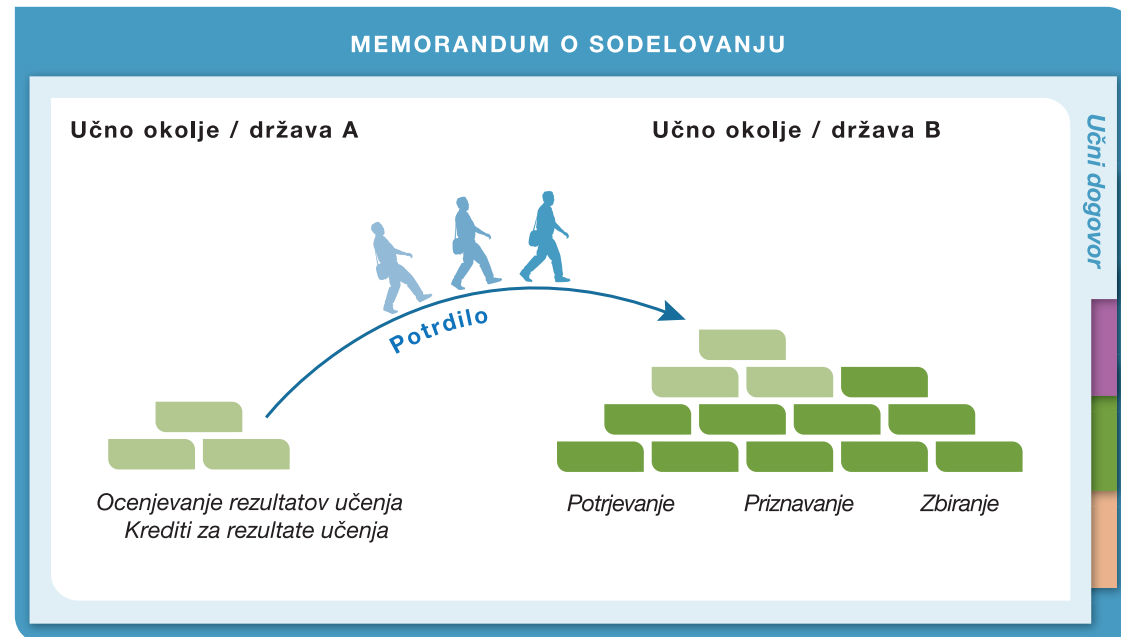 MEMORANDUM O SODELOVANJU
Učno okolje / država A
Učno okolje / država B
Učni dogovor
Potrdilo
Ocenjevanje rezultatov učenja
Krediti za rezultate učenja
Potrjevanje
Priznavanje
Zbiranje